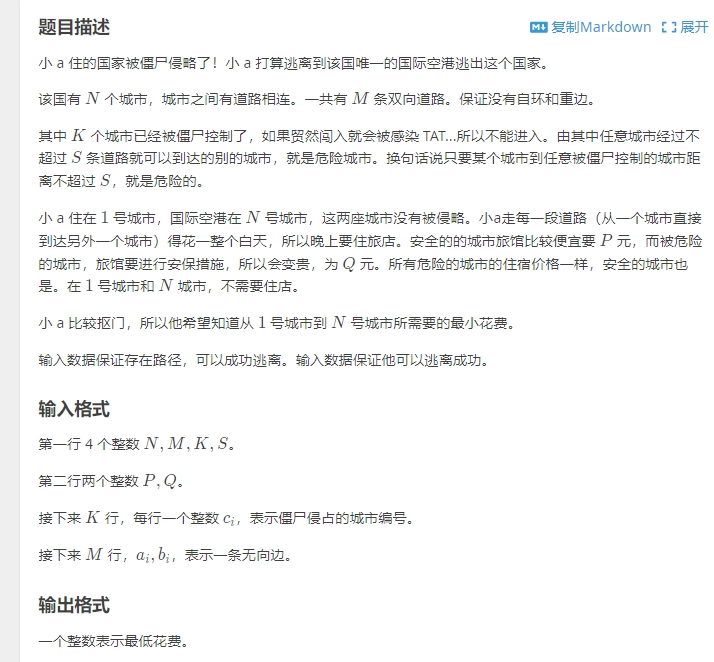 题目描述
复制Markdown 展开
小 a 住的国家被僵尸侵略了！小 a 打算逃离到该国唯一的国际空港逃出这个国家。
该国有 N 个城市，城市之间有道路相连。一共有 M 条双向道路。保证没有自环和重边。
其中 K 个城市已经被僵尸控制了，如果贸然闯入就会被感染 TAT...所以不能进入。由其中任意城市经过不
超过 S 条道路就可以到达的别的城市，就是危险城市。换句话说只要某个城市到任意被僵尸控制的城市距
离不超过 S，就是危险的。
小 a 住在 1 号城市，国际空港在 N 号城市，这两座城市没有被侵略。小a走每一段道路（从一个城市直接
到达另外一个城市）得花一整个白天，所以晚上要住旅店。安全的的城市旅馆比较便宜要 P 元，而被危险
的城市，旅馆要进行安保措施，所以会变贵，为 Q 元。所有危险的城市的住宿价格一样，安全的城市也
是。在 1 号城市和 N 城市，不需要住店。
小 a 比较抠门，所以他希望知道从 1 号城市到 N 号城市所需要的最小花费。
输入数据保证存在路径，可以成功逃离。输入数据保证他可以逃离成功。
输入格式
第一行 4 个整数 N, M, K, S。
第二行两个整数 P, Q。
接下来 K 行，每行一个整数 cᵢ，表示僵尸侵占的城市编号。
接下来 M 行，aᵢ, bᵢ，表示一条无向边。
输出格式
一个整数表示最低花费。